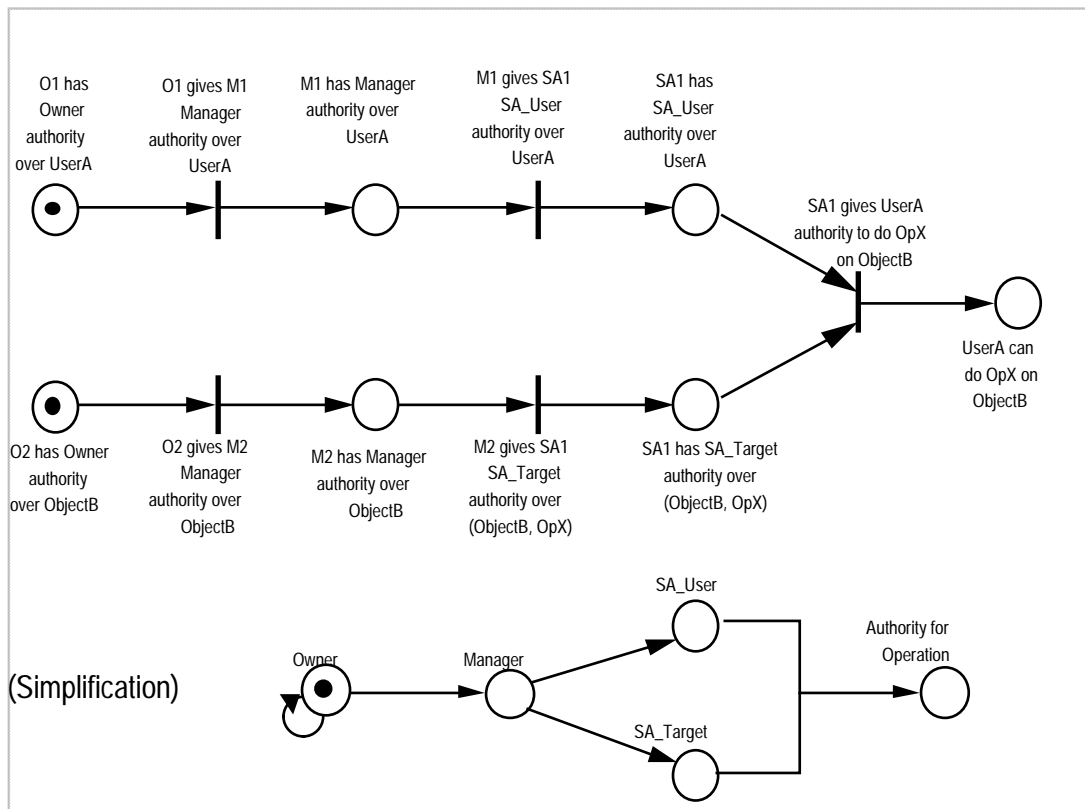 O1 has
Owner
authority
over UserA
O1 gives M1
Manager
authority over
UserA
M1 has Manager
authority over
UserA
M1 gives SA1
SA_User
authority over
UserA
SA1 has
SA_User
authority over
UserA
SA1 gives UserA
authority to do OpX
on ObjectB
UserA can
do OpX on
ObjectB
O2 has Owner
authority
over ObjectB
O2 gives M2
Manager
authority over
ObjectB
M2 has Manager
authority over
ObjectB
M2 gives SA1
SA_Target
authority over
(ObjectB, OpX)
SA1 has SA_Target
authority over
(ObjectB, OpX)
(Simplification)
Owner
Manager
SA_User
SA_Target
Authority for
Operation